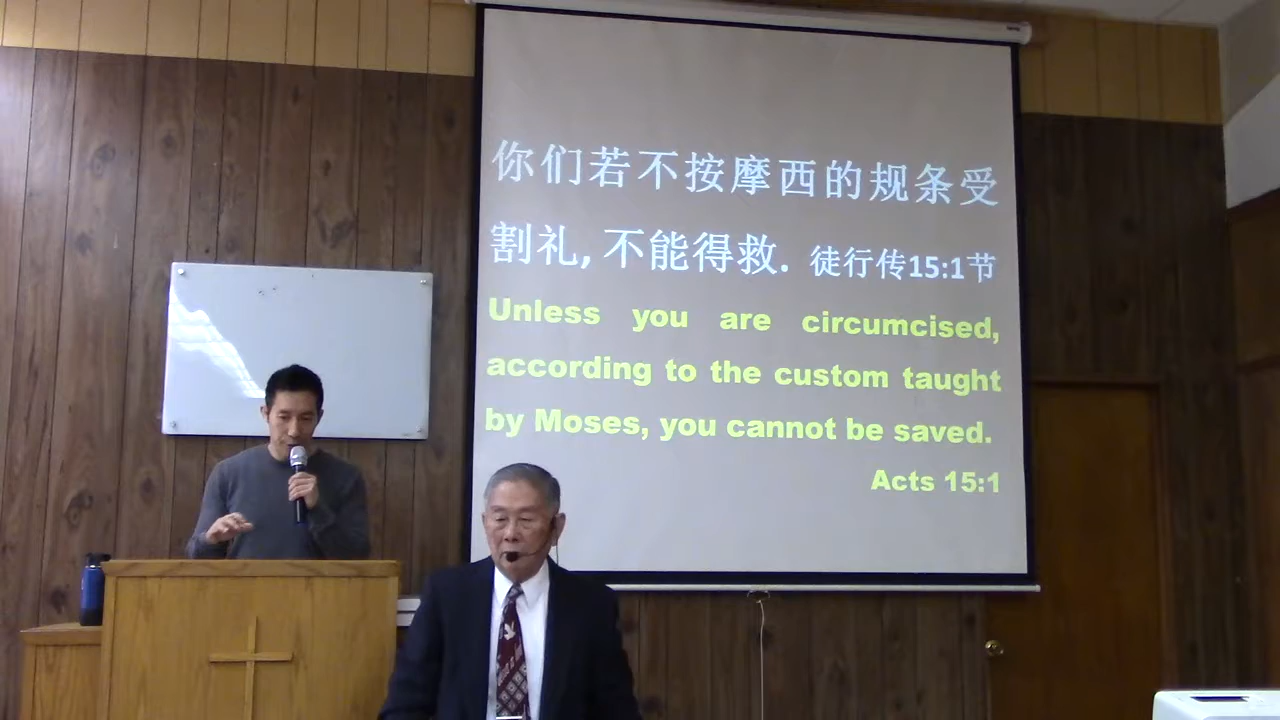 你们若不按摩西的规条受
割礼, 不能得救. 徒行传15:1节
Unless you are circumcised,
according to the custom taught
by Moses, you cannot be saved.
Acts 15:1